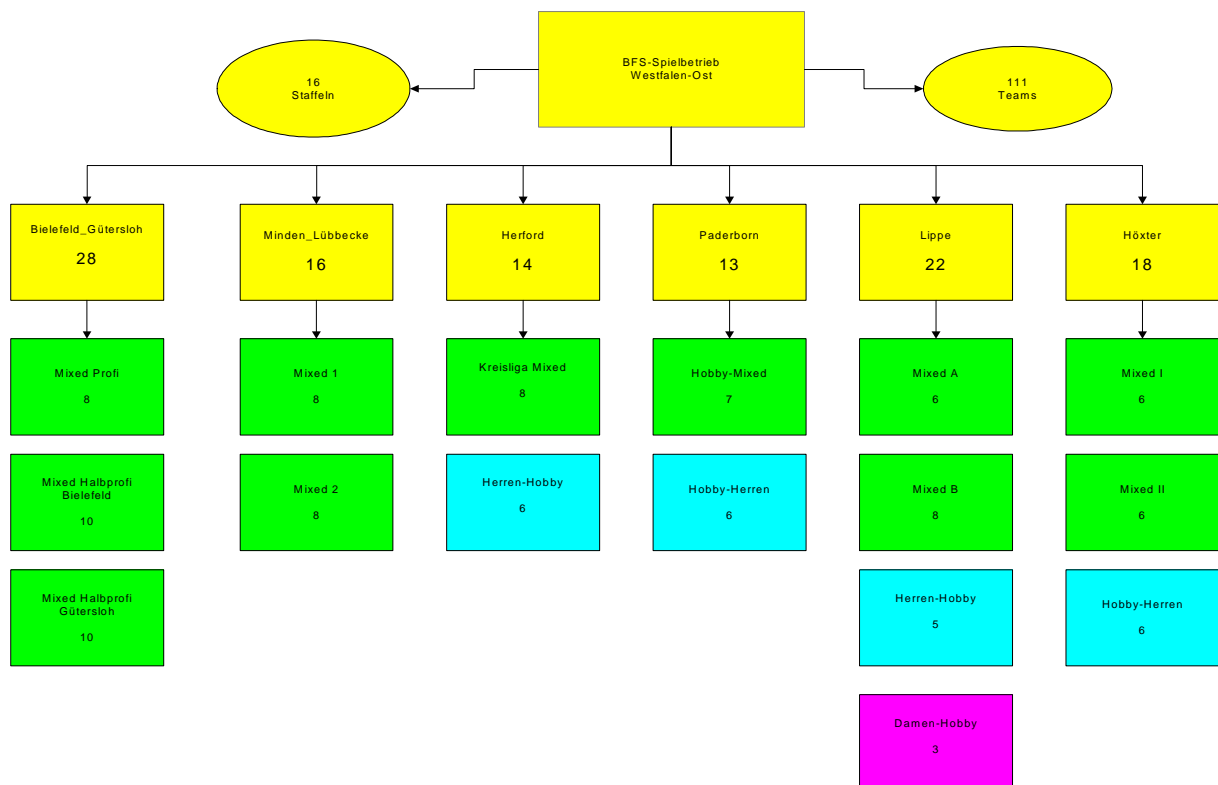 BFS-Spielbetrieb
Westfalen-Ost
16
Staffeln
111
Teams
Bielefeld_Gütersloh
28
Minden_Lübbecke
16
Herford
14
Paderborn
13
Lippe
22
Höxter
18
Mixed Profi
8
Mixed 1
8
Kreisliga Mixed
8
Hobby-Mixed
7
Mixed A
6
Mixed I
6
Mixed Halbprofi
Bielefeld
10
Mixed 2
8
Herren-Hobby
6
Hobby-Herren
6
Mixed B
8
Mixed II
6
Mixed Halbprofi
Gütersloh
10
Herren-Hobby
5
Hobby-Herren
6
Damen-Hobby
3